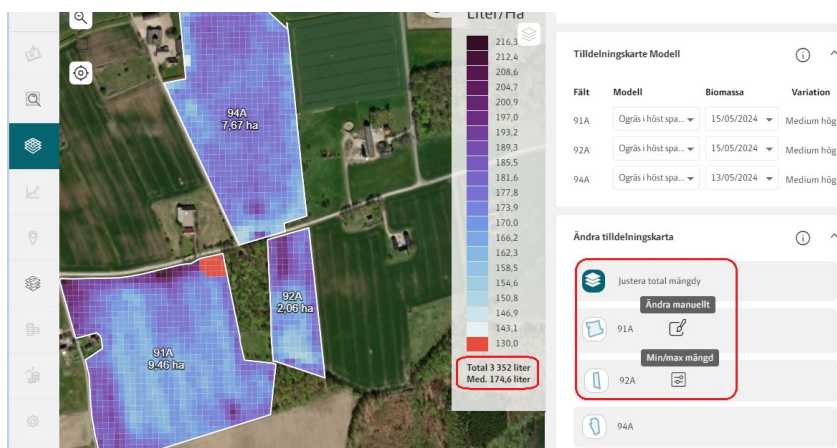 Liter/Ha
216,3
212,4
208,6
204,7
200,9
197,0
193,2
189,3
185,5
181,6
177,8
173,9
170,0
166,2
162,3
158,5
154,6
150,8
146,9
143,1
130,0
Total 3 352 liter
Med. 174,6 liter
94A
7,67 ha
92A
2,06 ha
91A
9,46 ha
Tilldelningskarte Modell
Fält Modell Biomassa Variation
91A Ogräs i höst spa... 15/05/2024 Medium hög
92A Ogräs i höst spa... 15/05/2024 Medium hög
94A Ogräs i höst spa... 13/05/2024 Medium hög
Ändra tilldelningskarta
Justera total mängdy
Ändra manuellt
91A
Min/max mängd
92A
94A